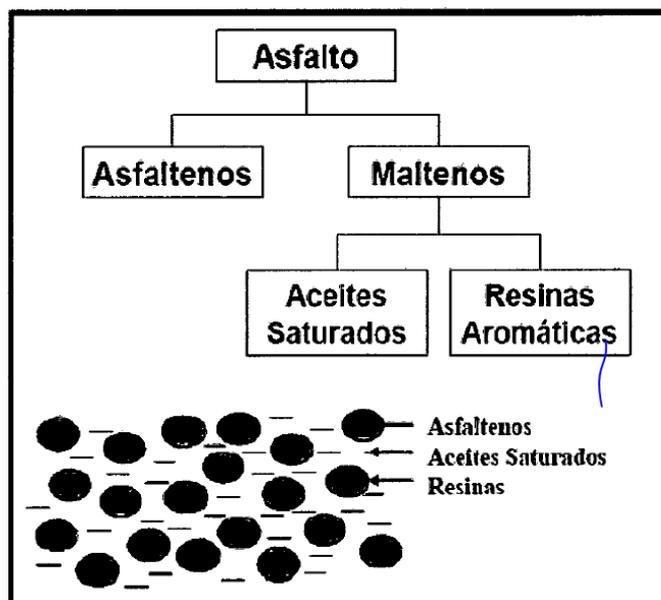 Asfalto
Asfaltenos
Maltenos
Aceites
Saturados
Resinas
Aromáticas
Asfaltenos
Aceites Saturados
Resinas